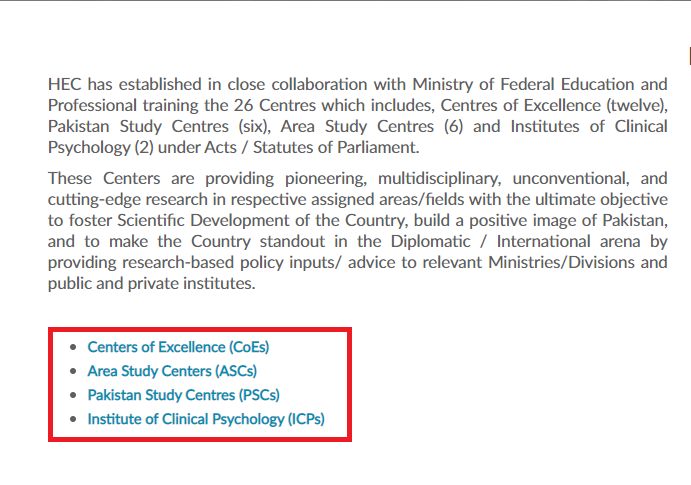 HEC has established in close collaboration with Ministry of Federal Education and
Professional training the 26 Centres which includes, Centres of Excellence (twelve),
Pakistan Study Centres (six), Area Study Centres (6) and Institutes of Clinical
Psychology (2) under Acts / Statutes of Parliament.
These Centers are providing pioneering, multidisciplinary, unconventional, and
cutting-edge research in respective assigned areas/fields with the ultimate objective
to foster Scientific Development of the Country, build a positive image of Pakistan,
and to make the Country standout in the Diplomatic / International arena by
providing research-based policy inputs/ advice to relevant Ministries/Divisions and
public and private institutes.
• Centers of Excellence (CoEs)
• Area Study Centers (ASCs)
• Pakistan Study Centres (PSCs)
• Institute of Clinical Psychology (ICPs)